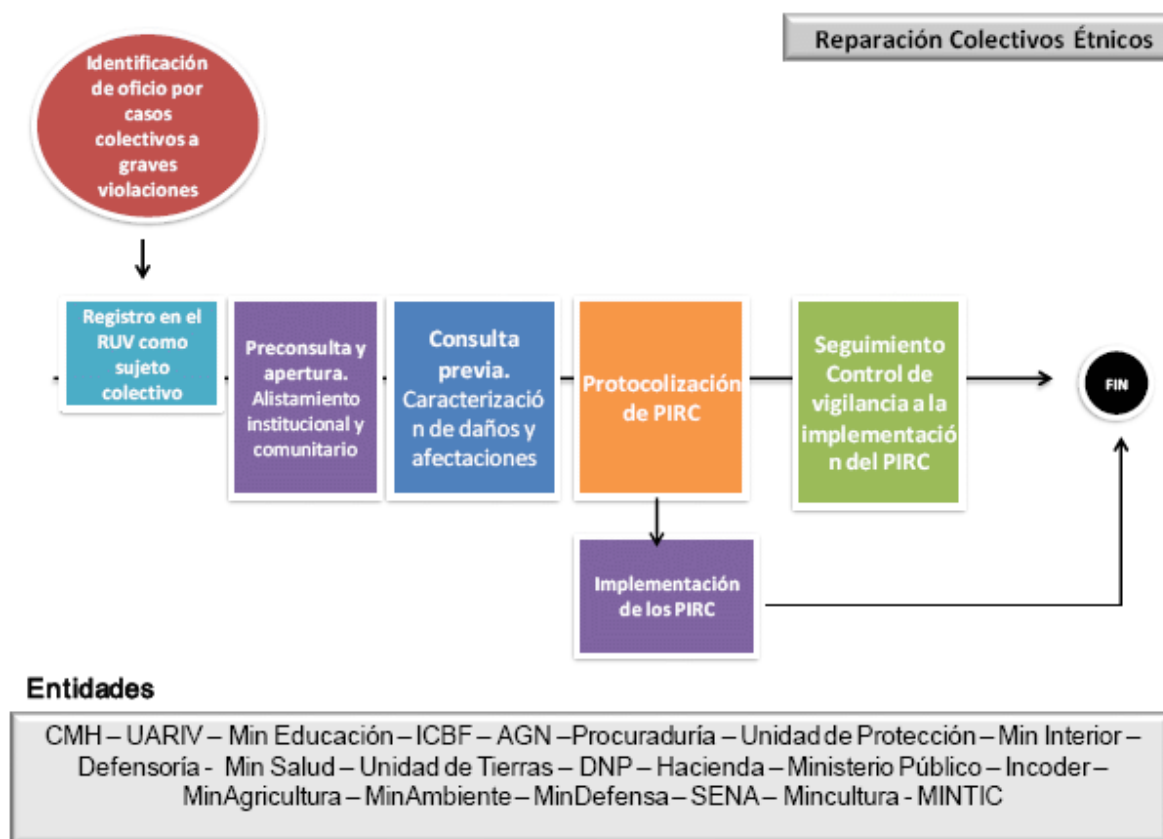 Reparación Colectivos Étnicos
Identificación
de oficio por
casos
colectivos a
graves
violaciones
Registro en el
RUV como
sujeto
colectivo
Preconsulta y
apertura.
Alistamiento
institucional y
comunitario
Consulta
previa.
Caracterizació
n de daños y
afectaciones
Protocolización
de PIRC
Seguimiento
Control de
vigilancia a la
implementació
n del PIRC
FIN
Implementación
de los PIRC
Entidades
CMH – UARIV – Min Educación – ICBF – AGN –Procuraduría – Unidad de Protección – Min Interior –
Defensoría - Min Salud – Unidad de Tierras – DNP – Hacienda – Ministerio Público – Incoder –
MinAgricultura – MinAmbiente – MinDefensa – SENA – Mincultura - MINTIC